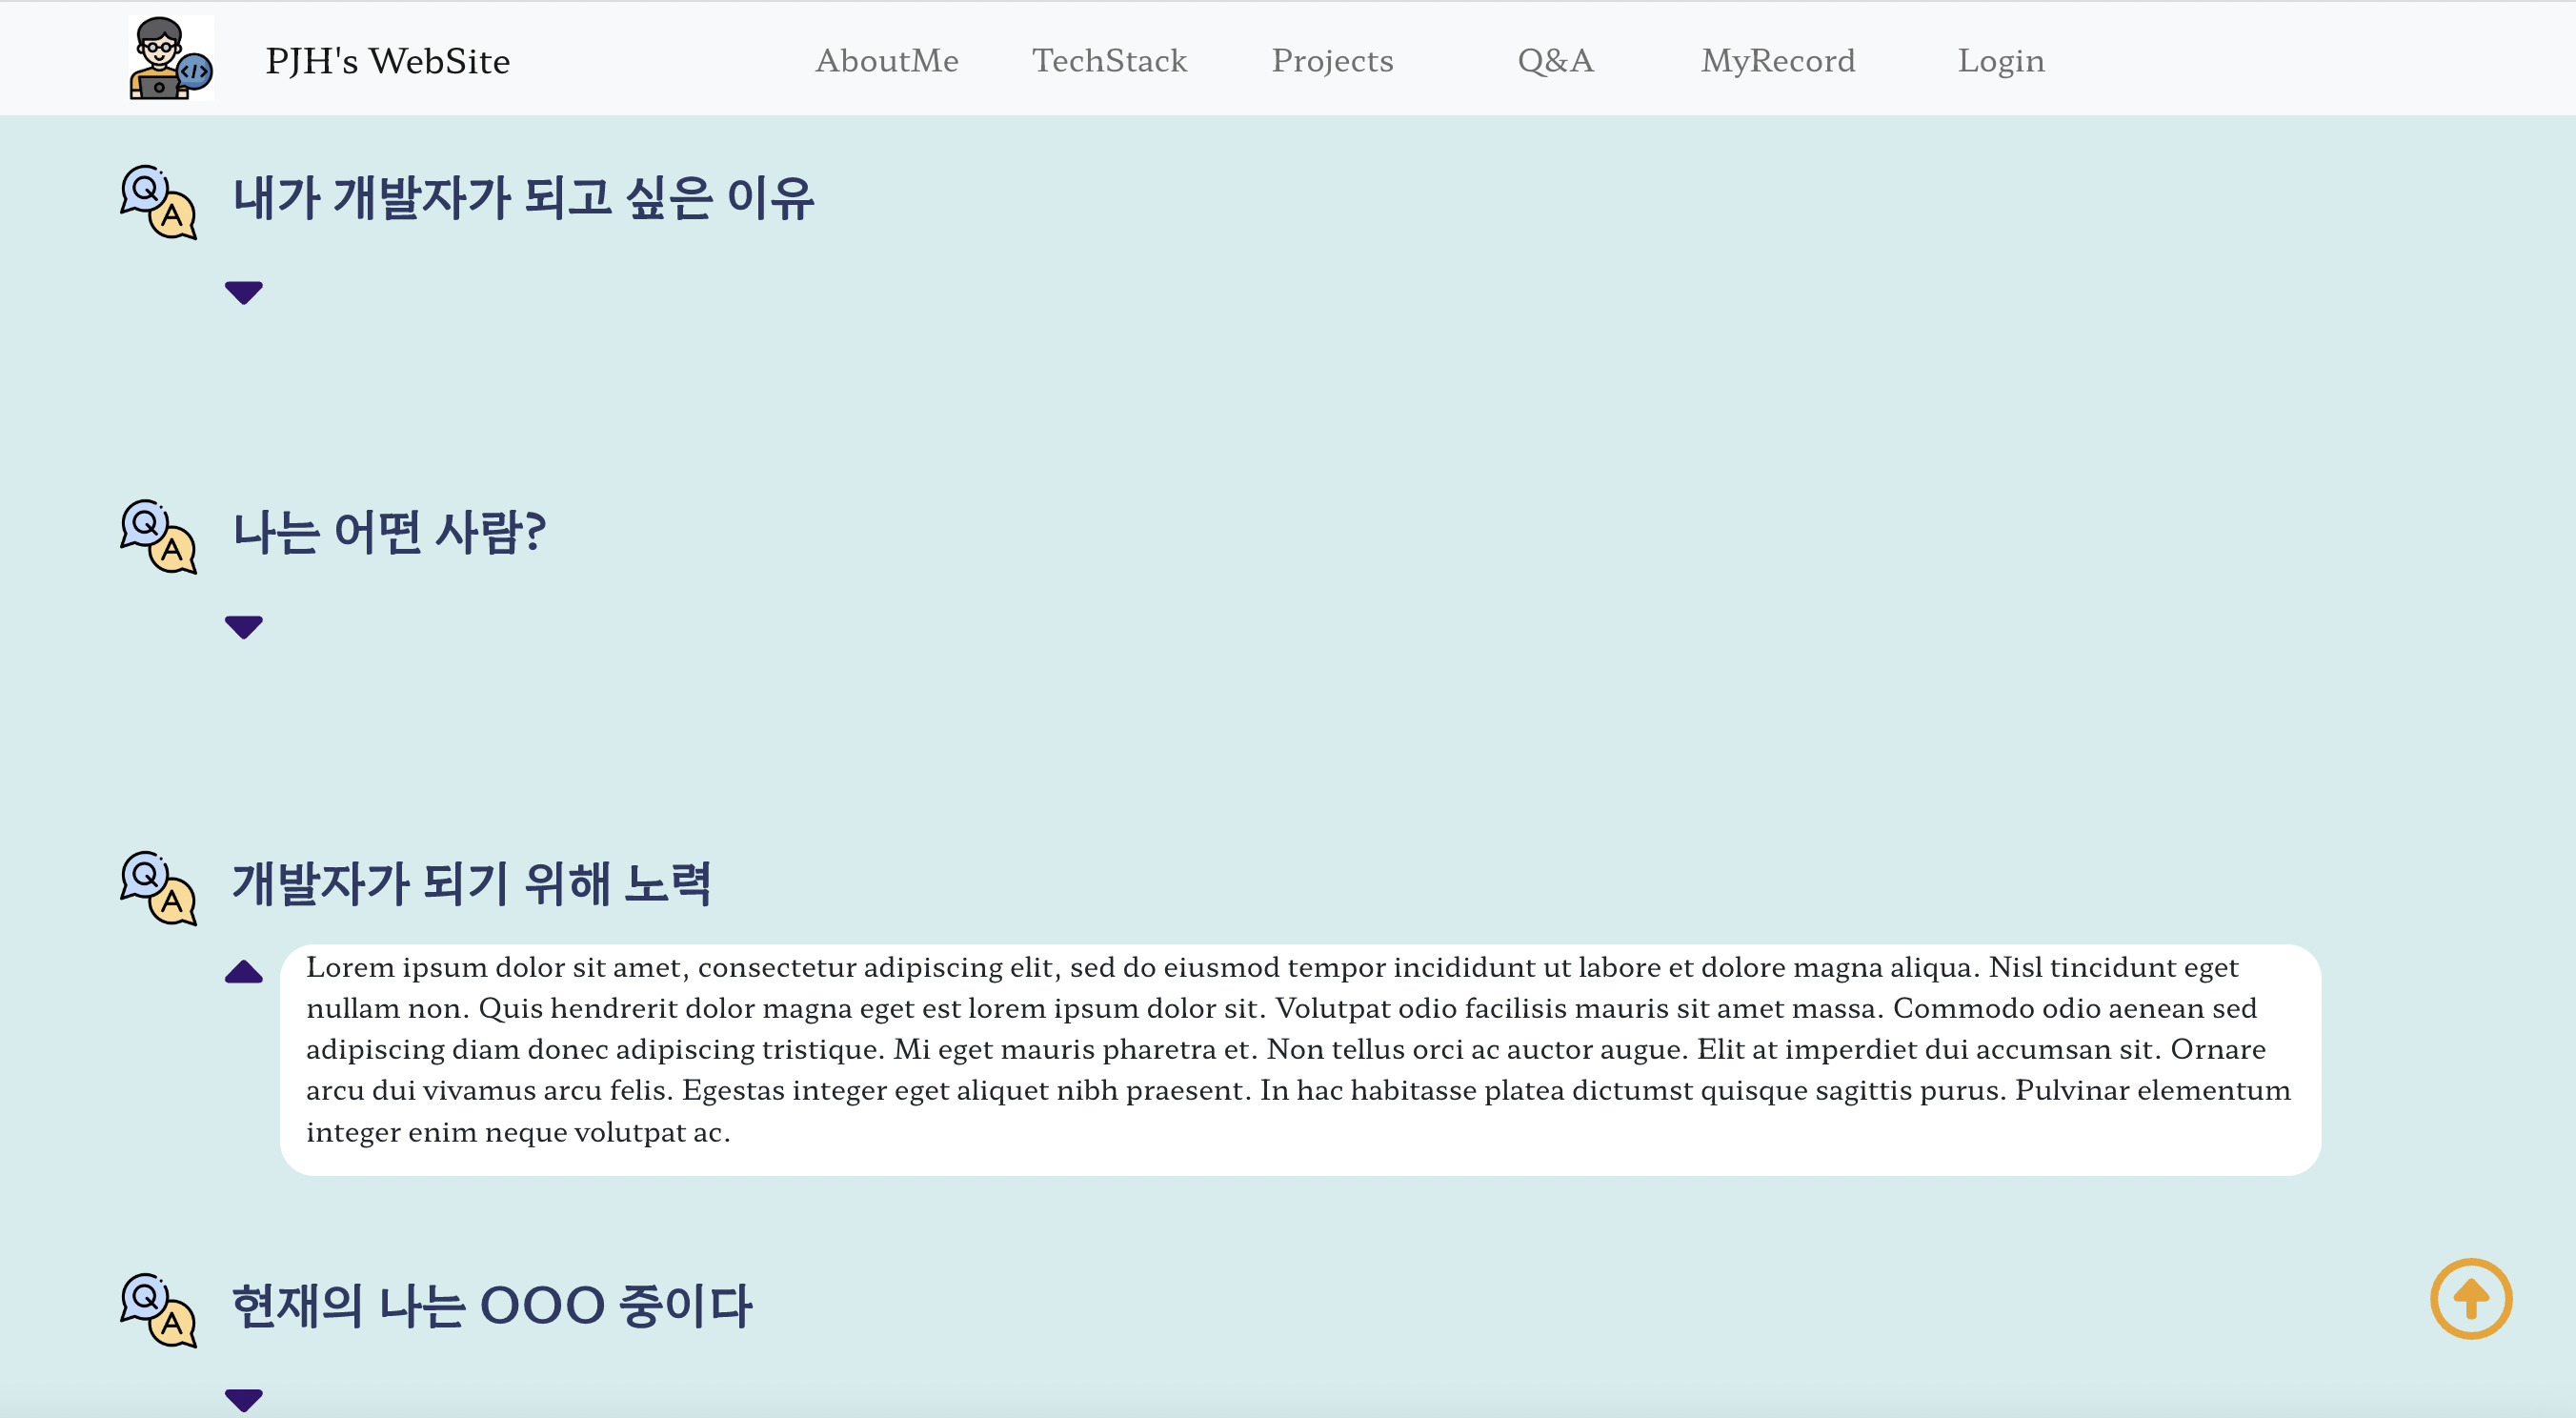 PJH's WebSite
AboutMe
TechStack
Projects
Q&A
MyRecord
Login
</>
Q
A
내가 개발자가 되고 싶은 이유
Q
A
나는 어떤 사람?
Q
A
개발자가 되기 위해 노력
Lorem ipsum dolor sit amet, consectetur adipiscing elit, sed do eiusmod tempor incididunt ut labore et dolore magna aliqua. Nisl tincidunt eget
nullam non. Quis hendrerit dolor magna eget est lorem ipsum dolor sit. Volutpat odio facilisis mauris sit amet massa. Commodo odio aenean sed
adipiscing diam donec adipiscing tristique. Mi eget mauris pharetra et. Non tellus orci ac auctor augue. Elit at imperdiet dui accumsan sit. Ornare
arcu dui vivamus arcu felis. Egestas integer eget aliquet nibh praesent. In hac habitasse platea dictumst quisque sagittis purus. Pulvinar elementum
integer enim neque volutpat ac.
Q
A
현재의 나는 OOO 중이다